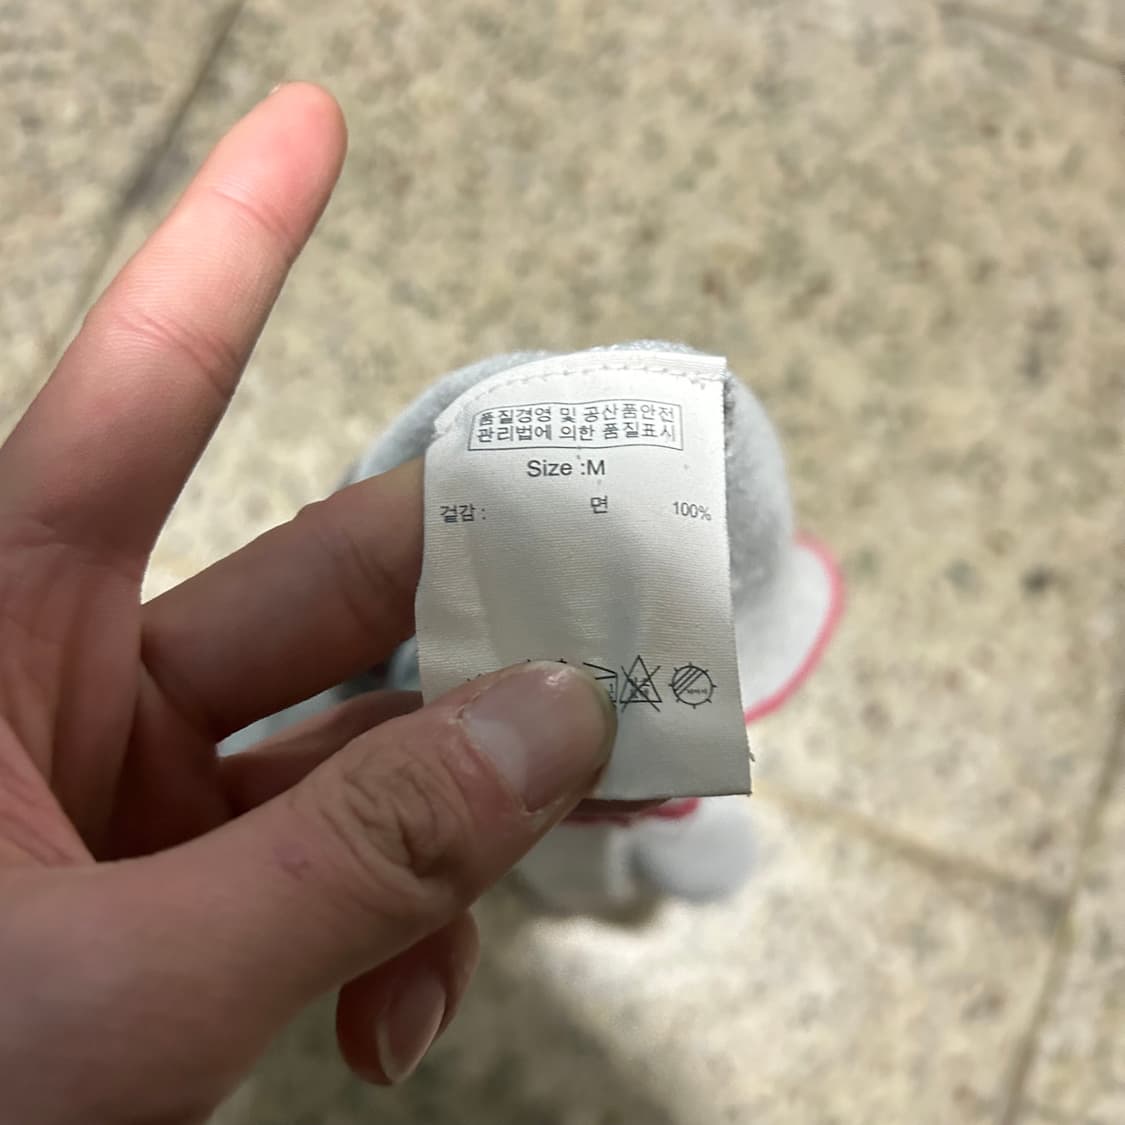 품질경영 및 공산품안전
관리법에 의한 품질표시
Size :M
겉감 : 면 100%